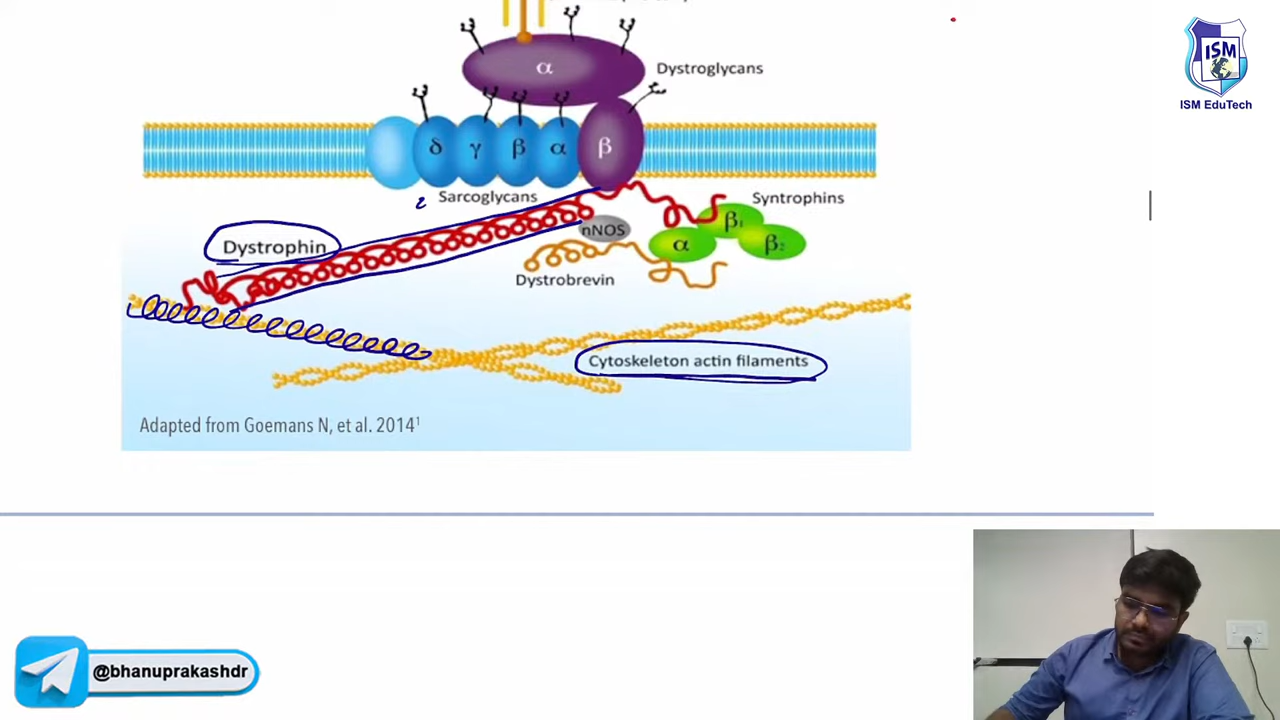 ISM
ISM EduTech
α
Dystroglycans
δ γ β α β
Sarcoglycans
Syntrophins
Dystrophin
nNOS
α β1 β2
Dystrobrevin
Cytoskeleton actin filaments
Adapted from Goemans N, et al. 2014¹
@bhanuprakashdr